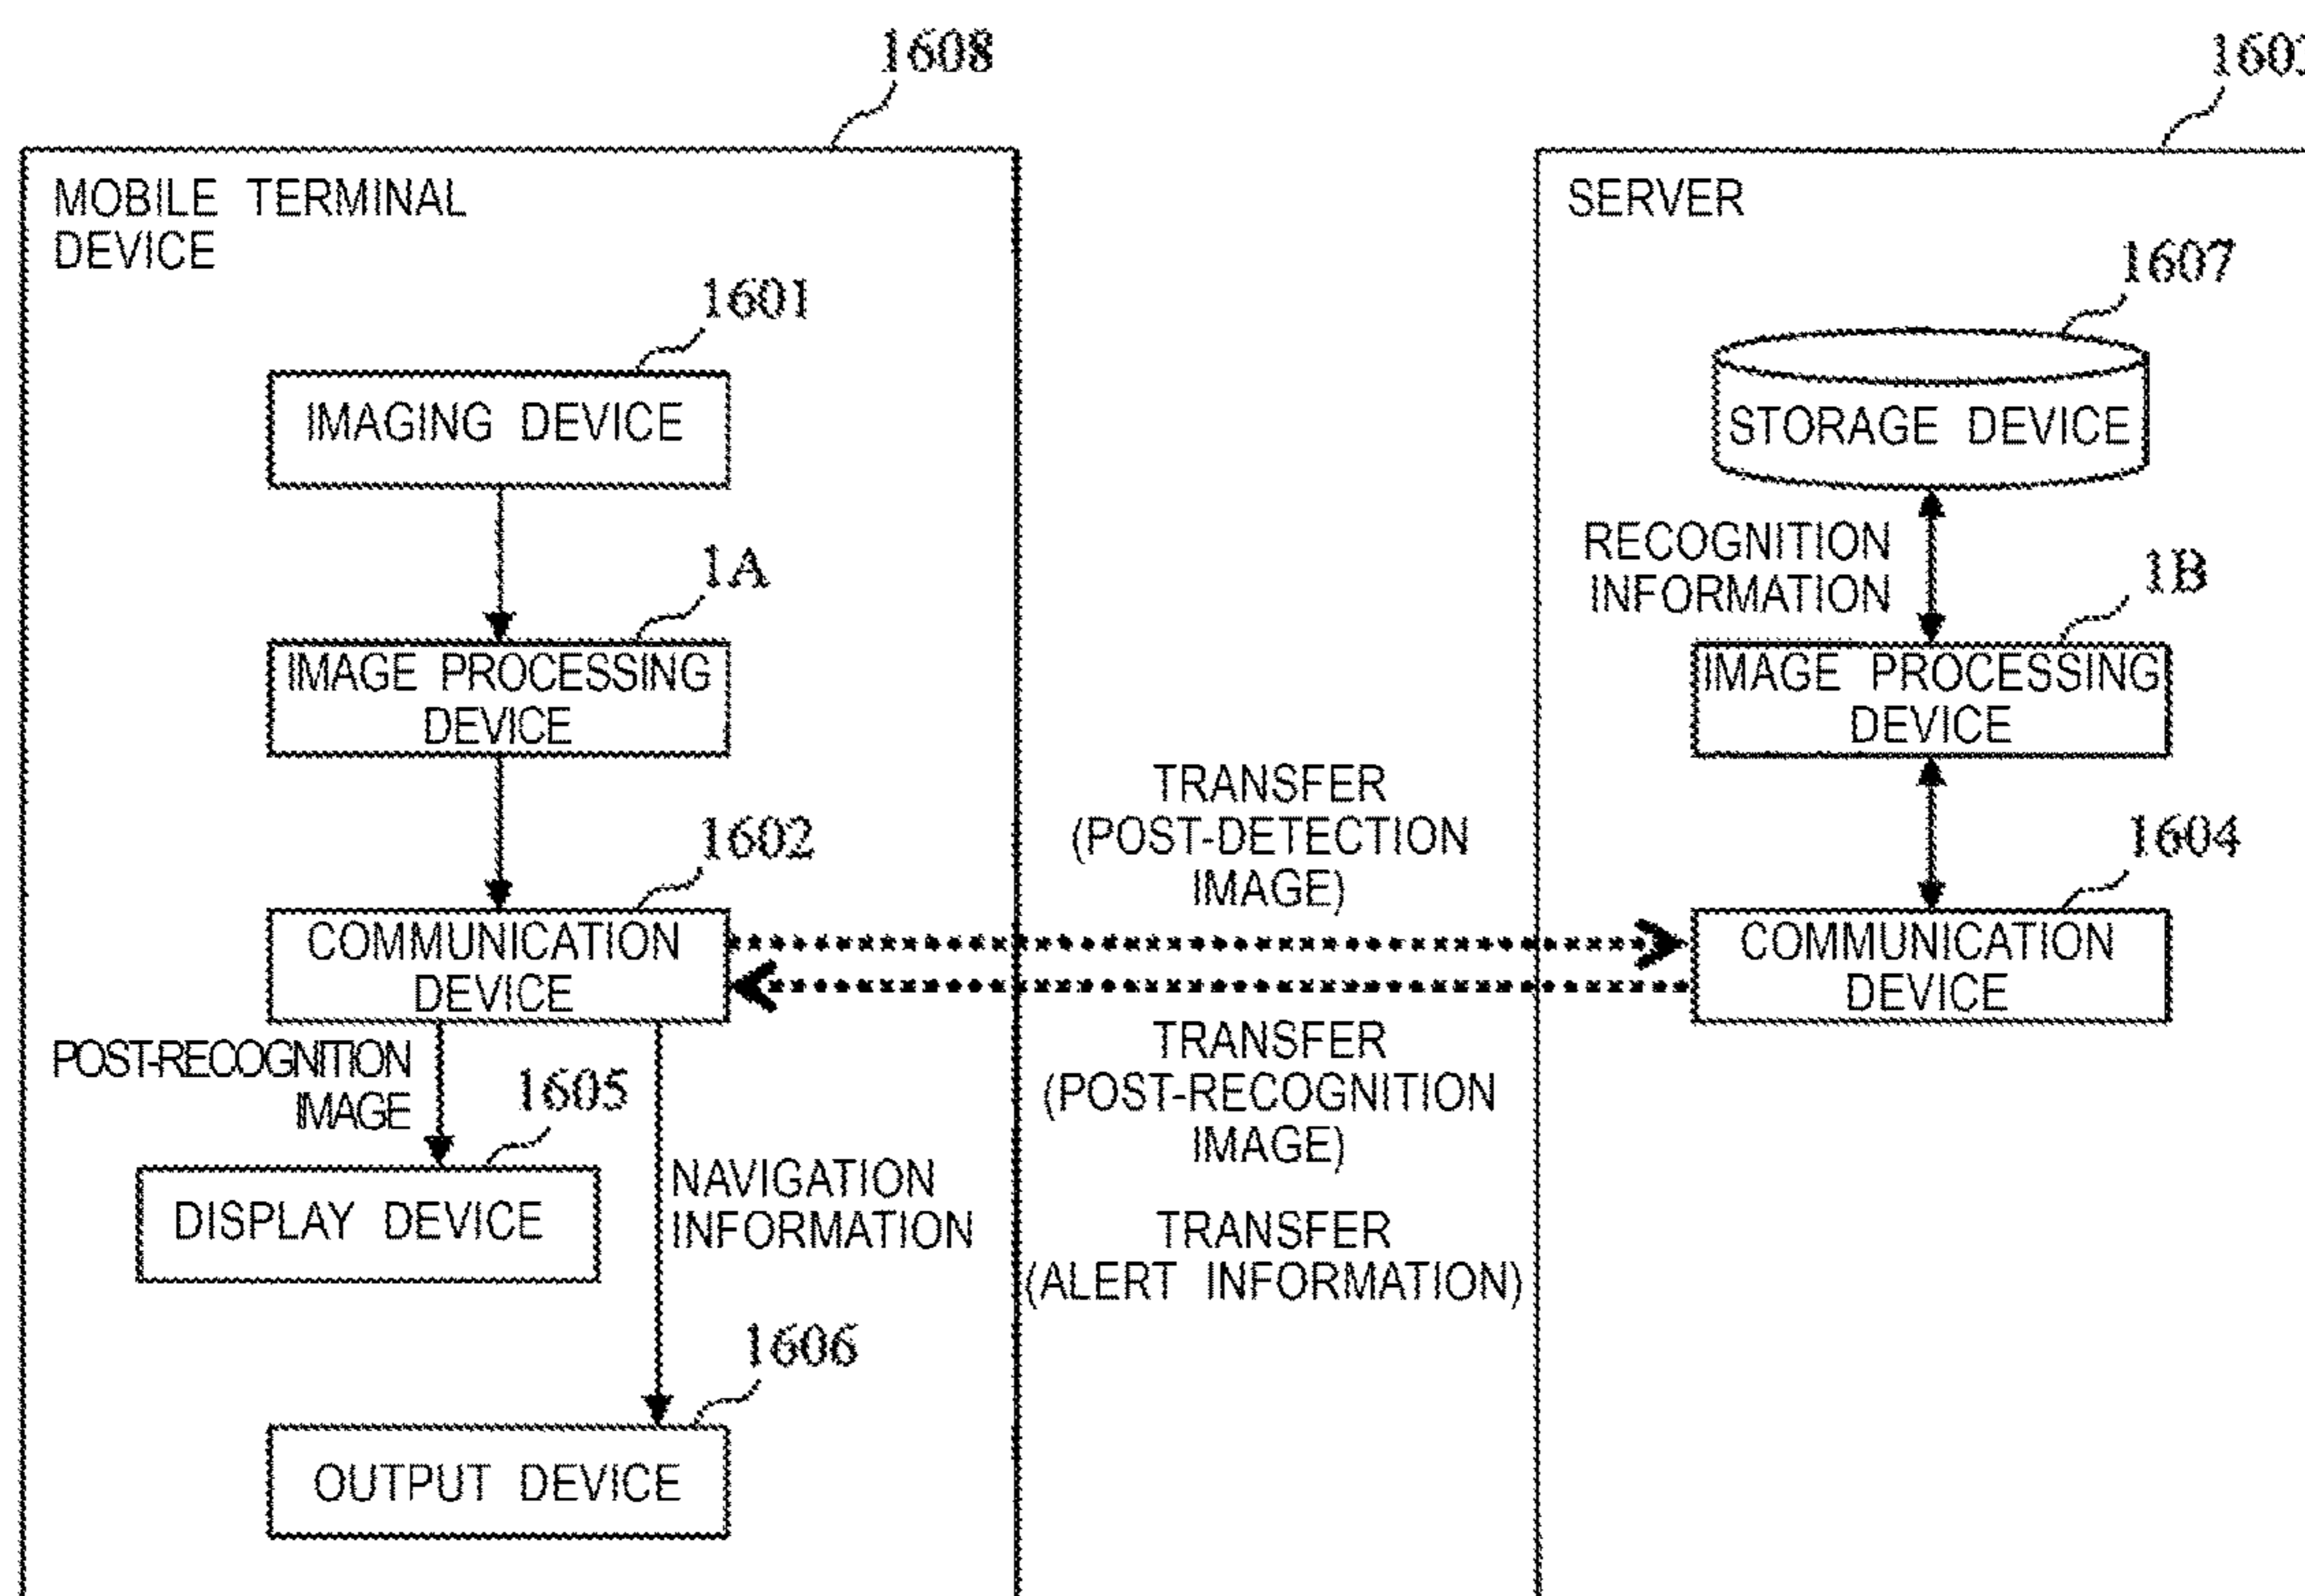 1608
MOBILE TERMINAL
DEVICE
1601
IMAGING DEVICE
1A
IMAGE PROCESSING
DEVICE
1602
COMMUNICATION
DEVICE
POST-RECOGNITION
IMAGE
1605
DISPLAY DEVICE
NAVIGATION
INFORMATION
1606
OUTPUT DEVICE
TRANSFER
(POST-DETECTION
IMAGE)
TRANSFER
(POST-RECOGNITION
IMAGE)
TRANSFER
(ALERT INFORMATION)
SERVER
1607
STORAGE DEVICE
RECOGNITION
INFORMATION
1B
IMAGE PROCESSING
DEVICE
1604
COMMUNICATION
DEVICE